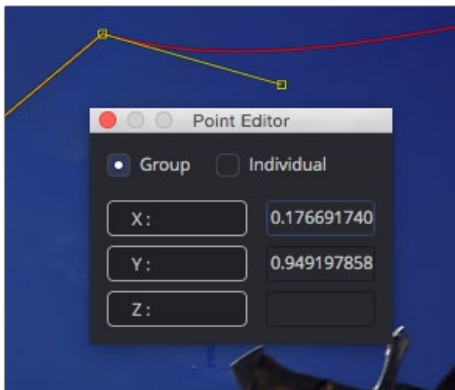 Point Editor
Group Individual
X: 0.176691740
Y: 0.949197858
Z: